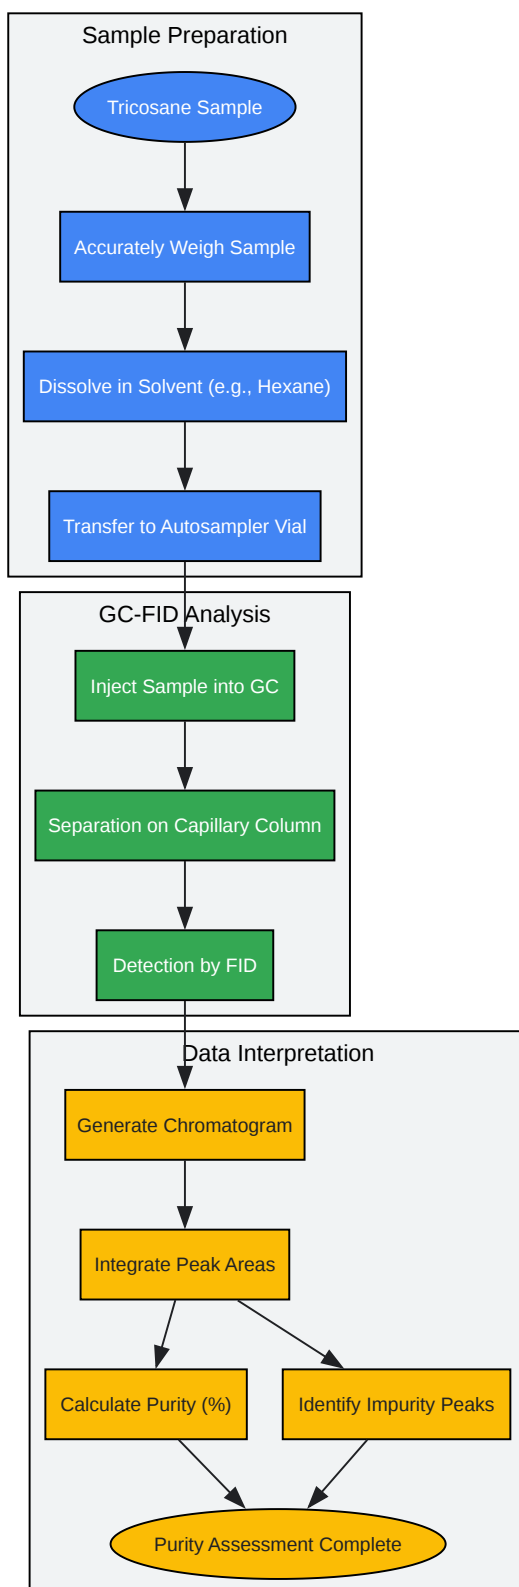 Sample Preparation
Tricosane Sample
Accurately Weigh Sample
Dissolve in Solvent (e.g., Hexane)
Transfer to Autosampler Vial
GC-FID Analysis
Inject Sample into GC
Separation on Capillary Column
Detection by FID
Data Interpretation
Generate Chromatogram
Integrate Peak Areas
Calculate Purity (%)
Identify Impurity Peaks
Purity Assessment Complete